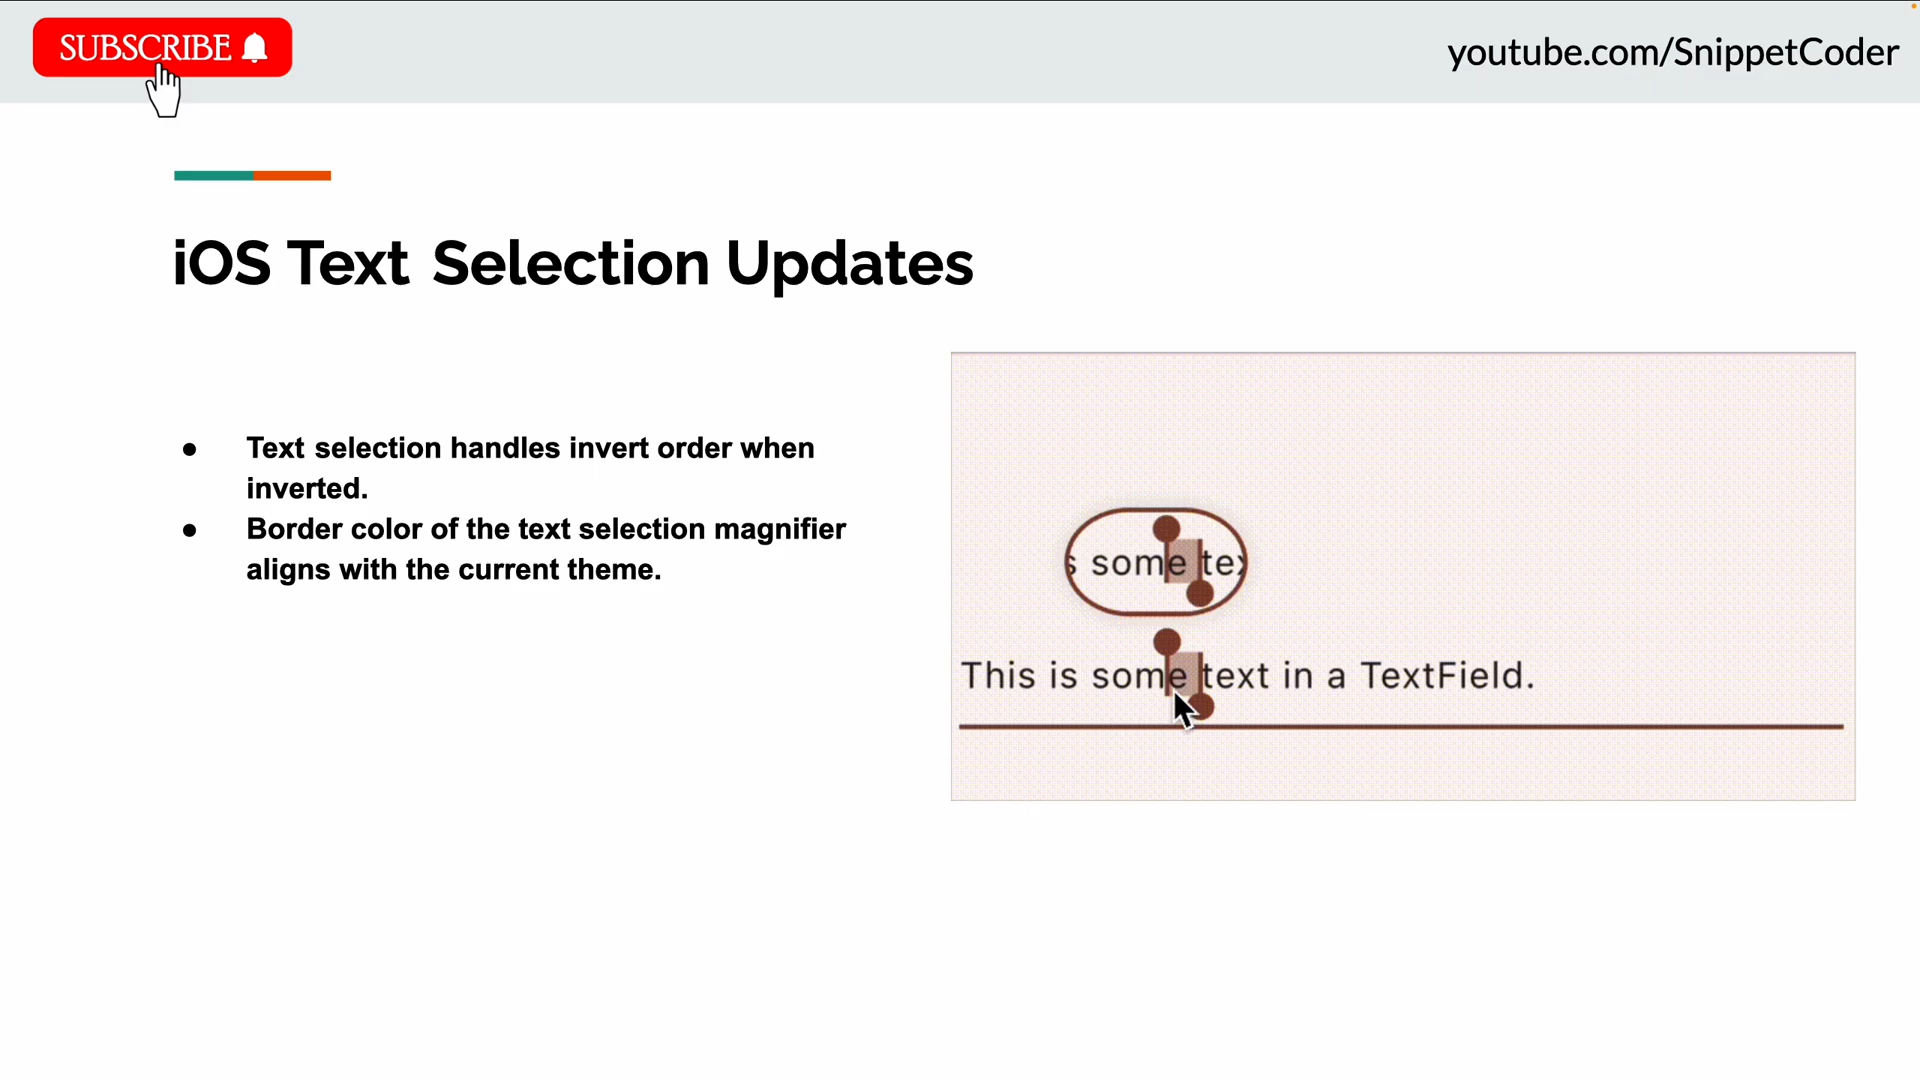 SUBSCRIBE
youtube.com/SnippetCoder
iOS Text Selection Updates
● Text selection handles invert order when
inverted.
● Border color of the text selection magnifier
aligns with the current theme.
s some tex
This is some text in a TextField.